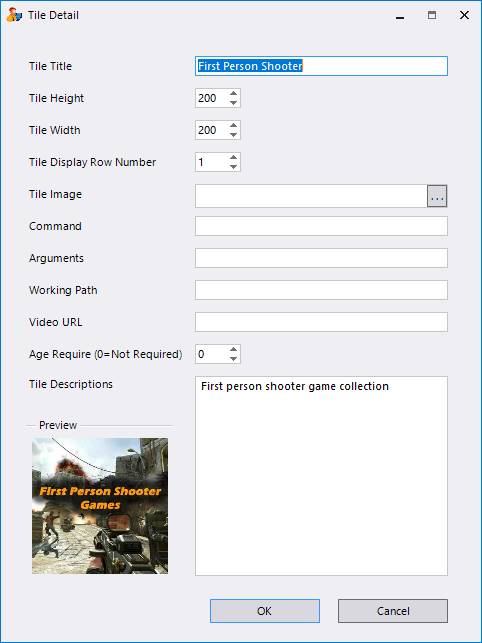 Tile Detail
Tile Title
First Person Shooter
Tile Height
200
Tile Width
200
Tile Display Row Number
1
Tile Image
...
Command
Arguments
Working Path
Video URL
Age Require (0=Not Required)
0
Tile Descriptions
First person shooter game collection
Preview
First Person Shooter
Games
OK
Cancel